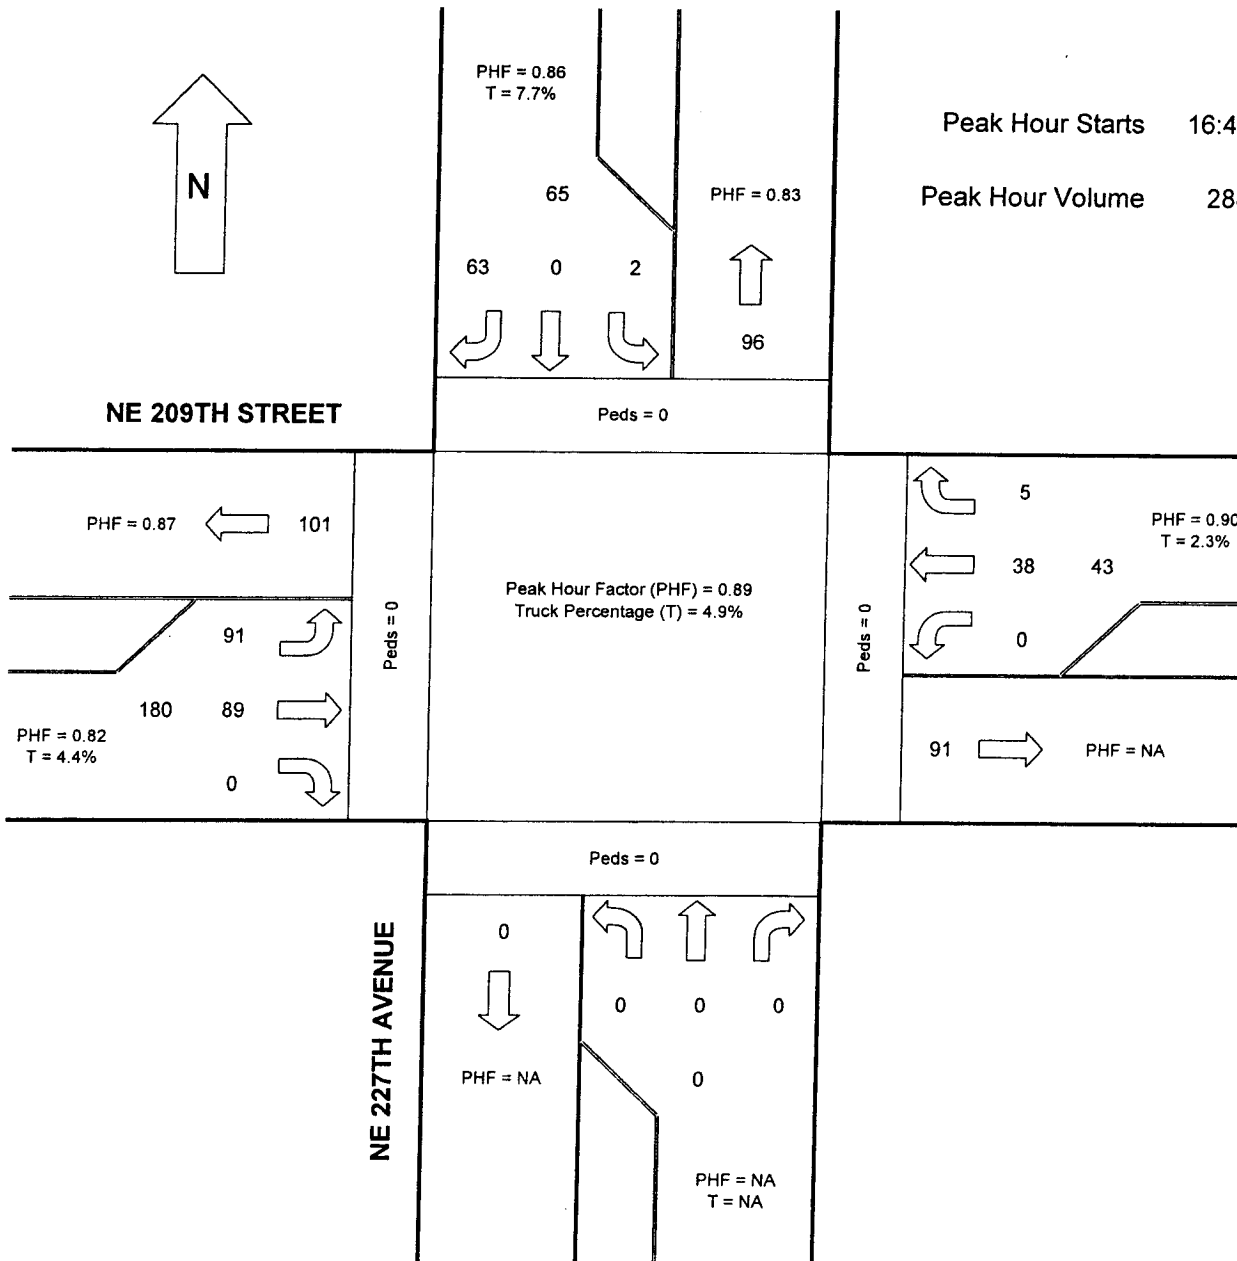 PHF = 0.86
T = 7.7%
Peak Hour Starts 16:4
N
65
PHF = 0.83
Peak Hour Volume 28
63 0 2
96
NE 209TH STREET
Peds = 0
5
PHF = 0.87 101
PHF = 0.90
T = 2.3%
38 43
Peak Hour Factor (PHF) = 0.89
Truck Percentage (T) = 4.9%
Peds = 0
Peds = 0
91
0
180 89
PHF = 0.82
T = 4.4%
91 PHF = NA
0
Peds = 0
NE 227TH AVENUE
0
0 0 0
PHF = NA
0
PHF = NA
T = NA